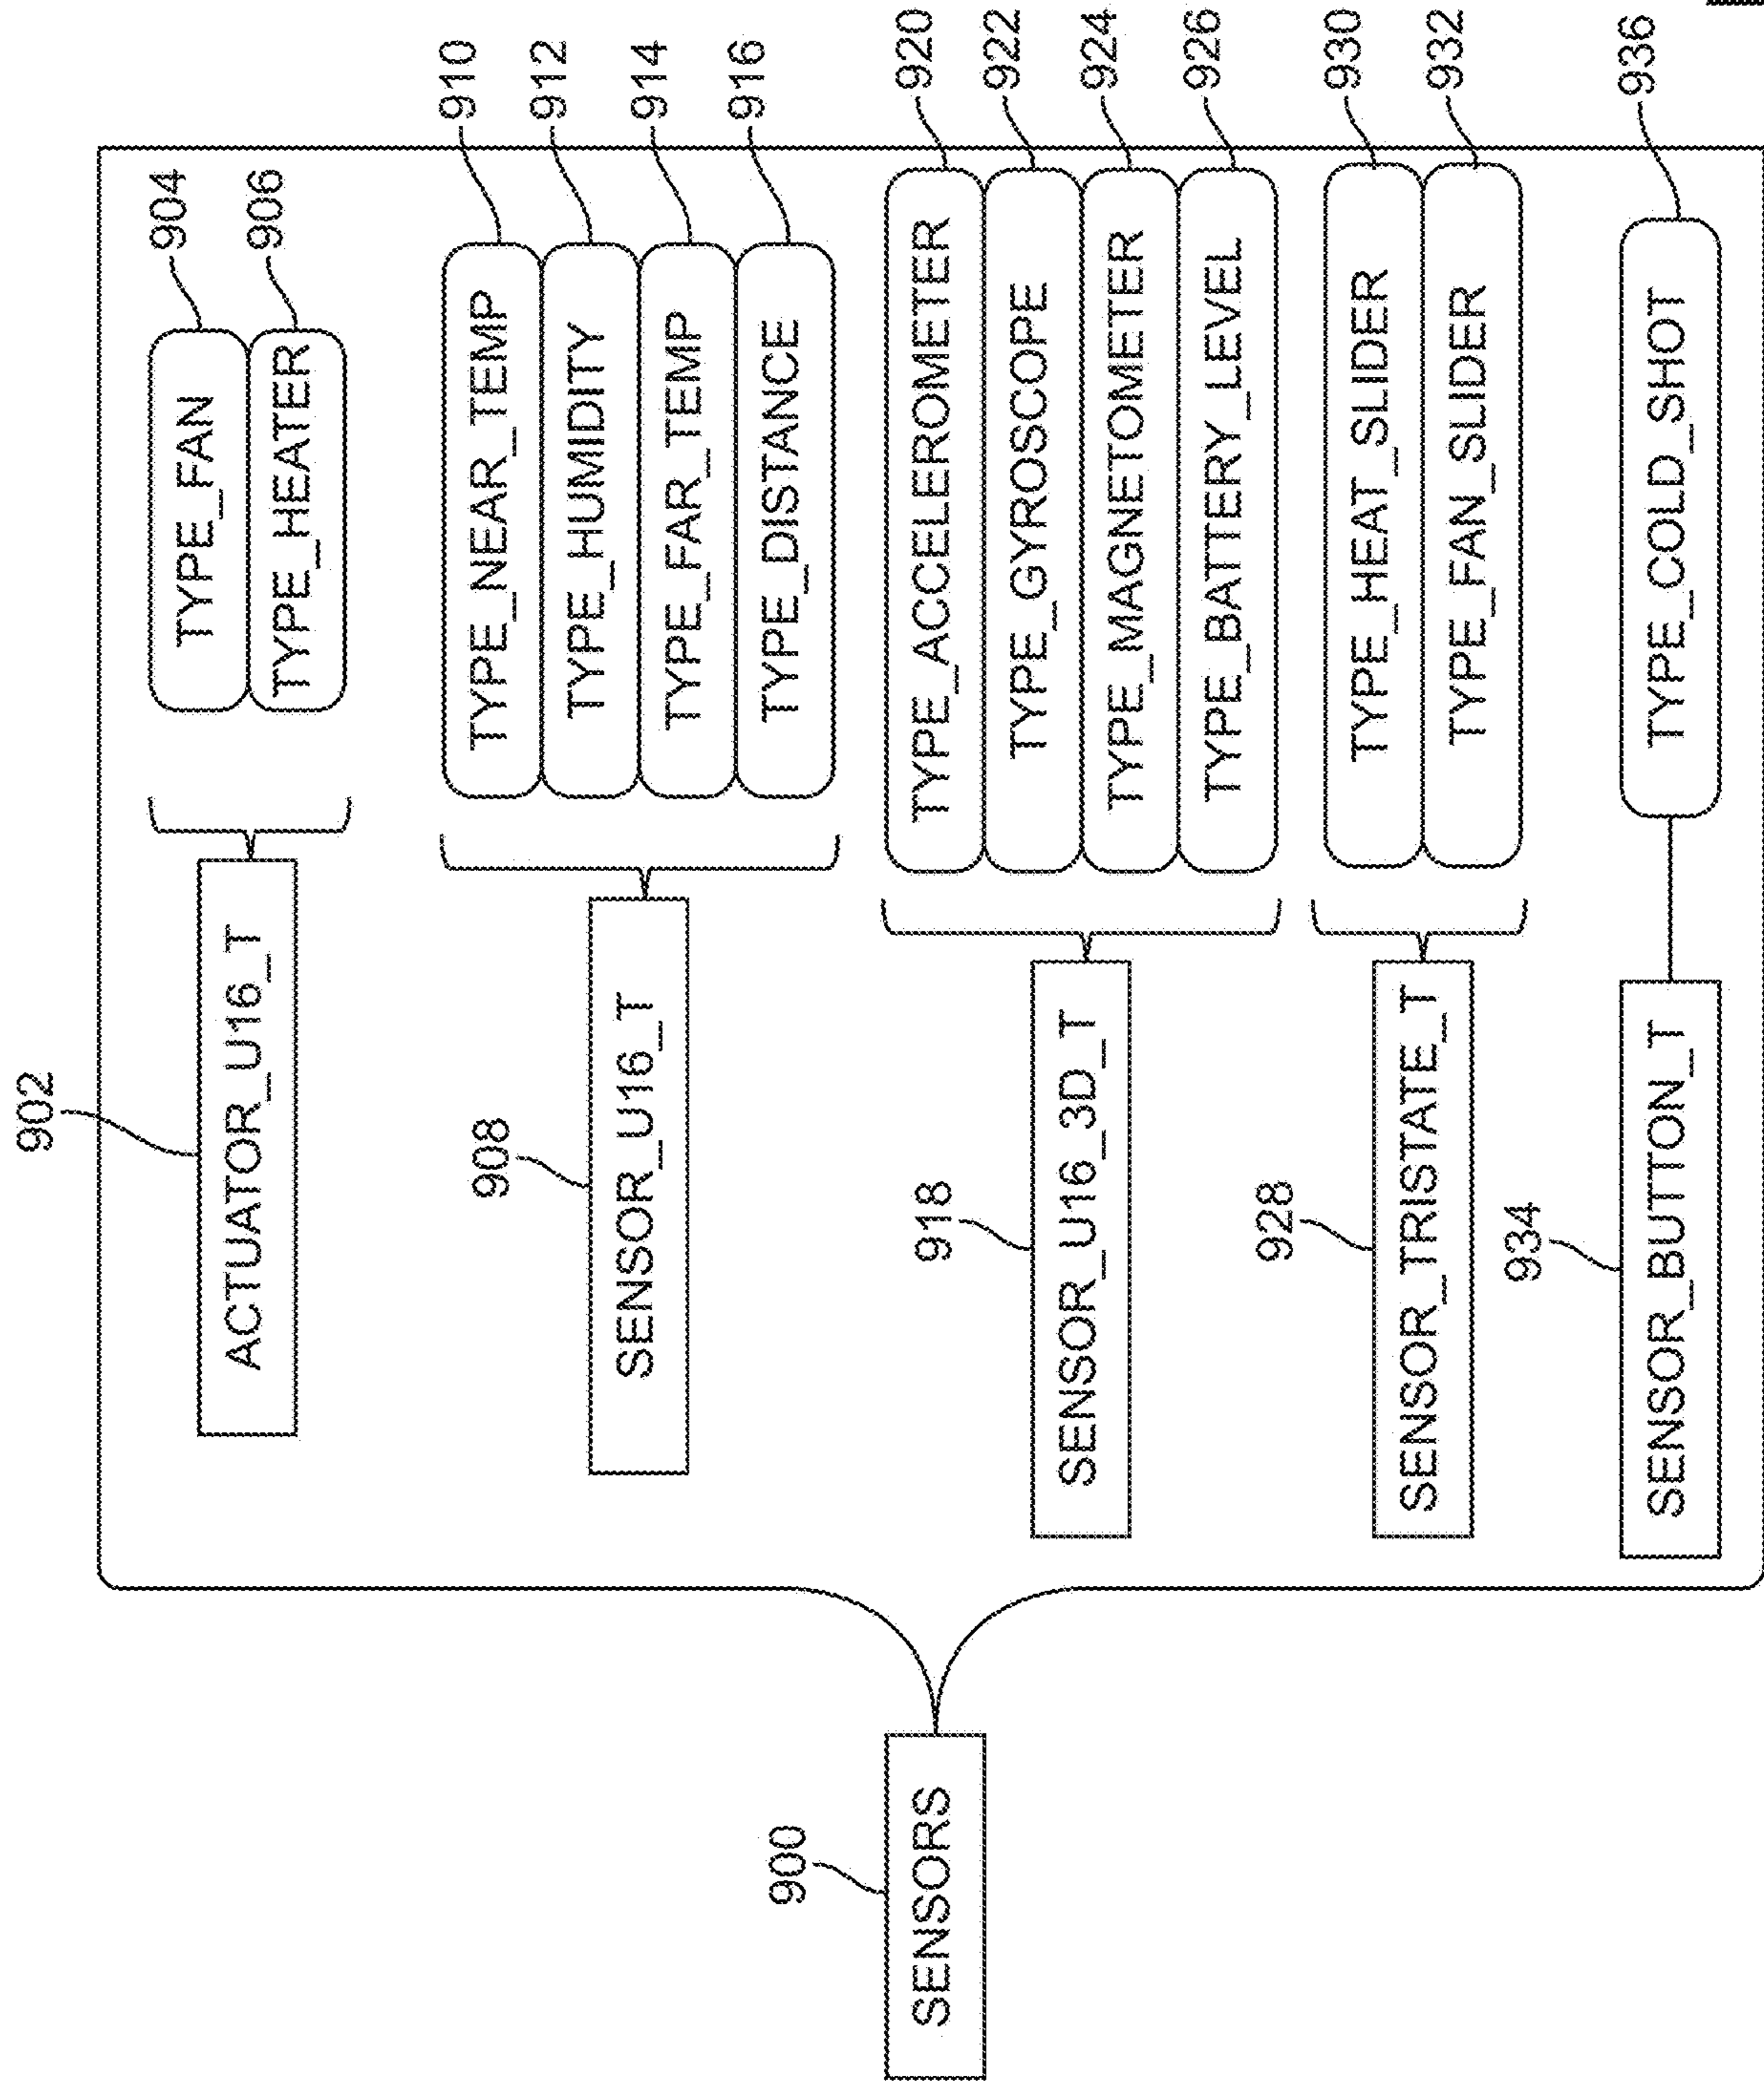 900
SENSORS
902
ACTUATOR_U16_T
TYPE_FAN
904
TYPE_HEATER
906
908
SENSOR_U16_T
TYPE_NEAR_TEMP
910
TYPE_HUMIDITY
912
TYPE_FAR_TEMP
914
TYPE_DISTANCE
916
918
SENSOR_U16_3D_T
TYPE_ACCELEROMETER
920
TYPE_GYROSCOPE
922
TYPE_MAGNETOMETER
924
TYPE_BATTERY_LEVEL
926
928
SENSOR_TRISTATE_T
TYPE_HEAT_SLIDER
930
TYPE_FAN_SLIDER
932
934
SENSOR_BUTTON_T
TYPE_COLD_SHOT
936